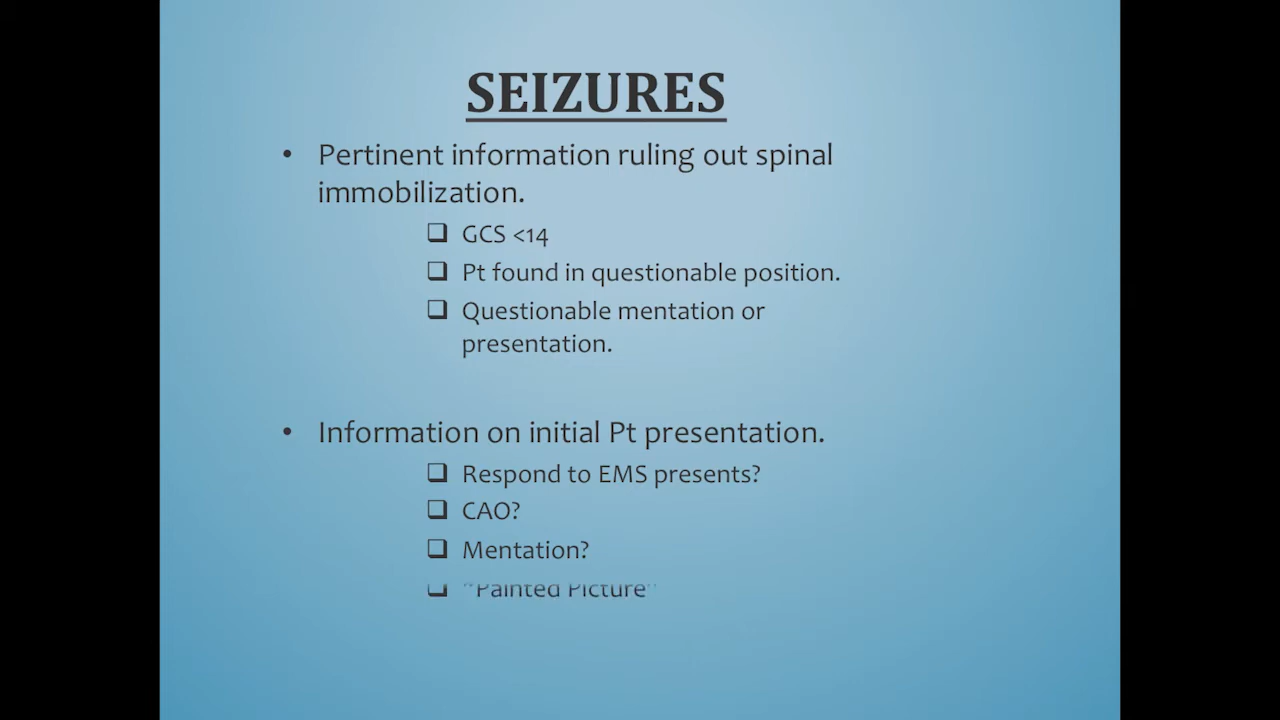 SEIZURES
• Pertinent information ruling out spinal
immobilization.
❑ GCS <14
❑ Pt found in questionable position.
❑ Questionable mentation or
presentation.
• Information on initial Pt presentation.
❑ Respond to EMS presents?
❑ CAO?
❑ Mentation?
❑ "Painted Picture"